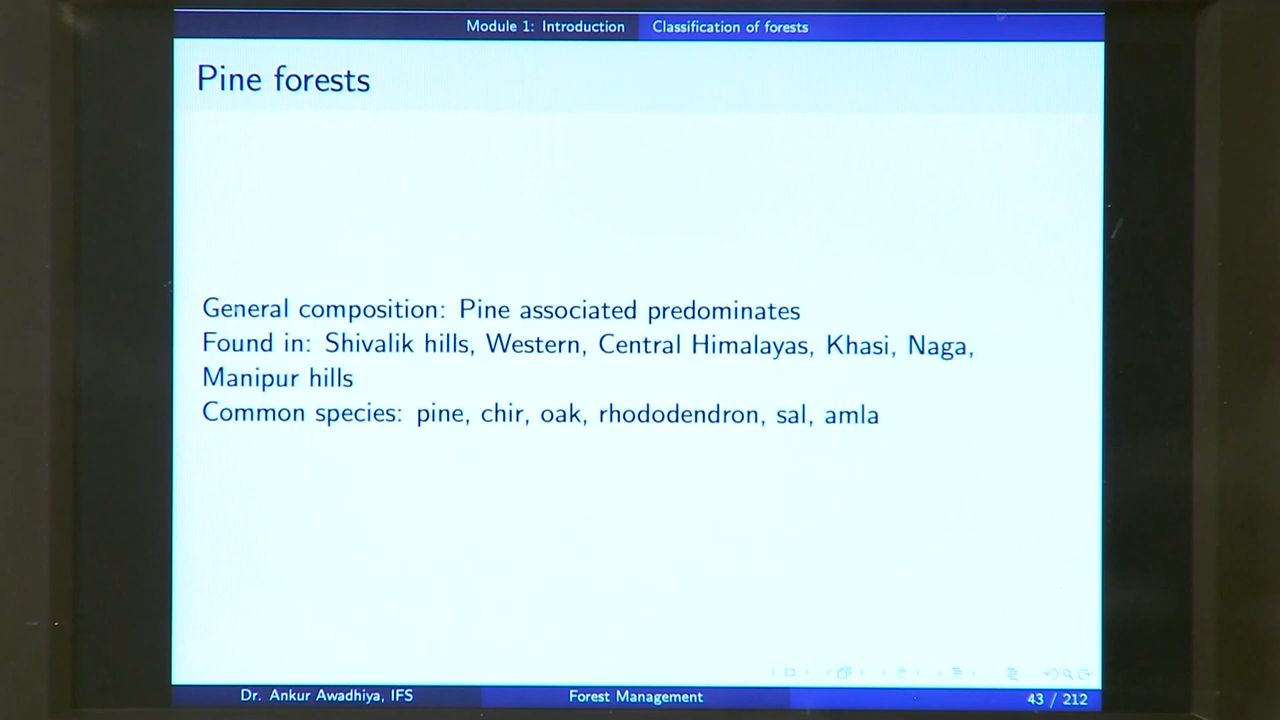 Module 1: Introduction Classification of forests
Pine forests
General composition: Pine associated predominates
Found in: Shivalik hills, Western, Central Himalayas, Khasi, Naga,
Manipur hills
Common species: pine, chir, oak, rhododendron, sal, amla
Dr. Ankur Awadhiya, IFS Forest Management 43 / 212